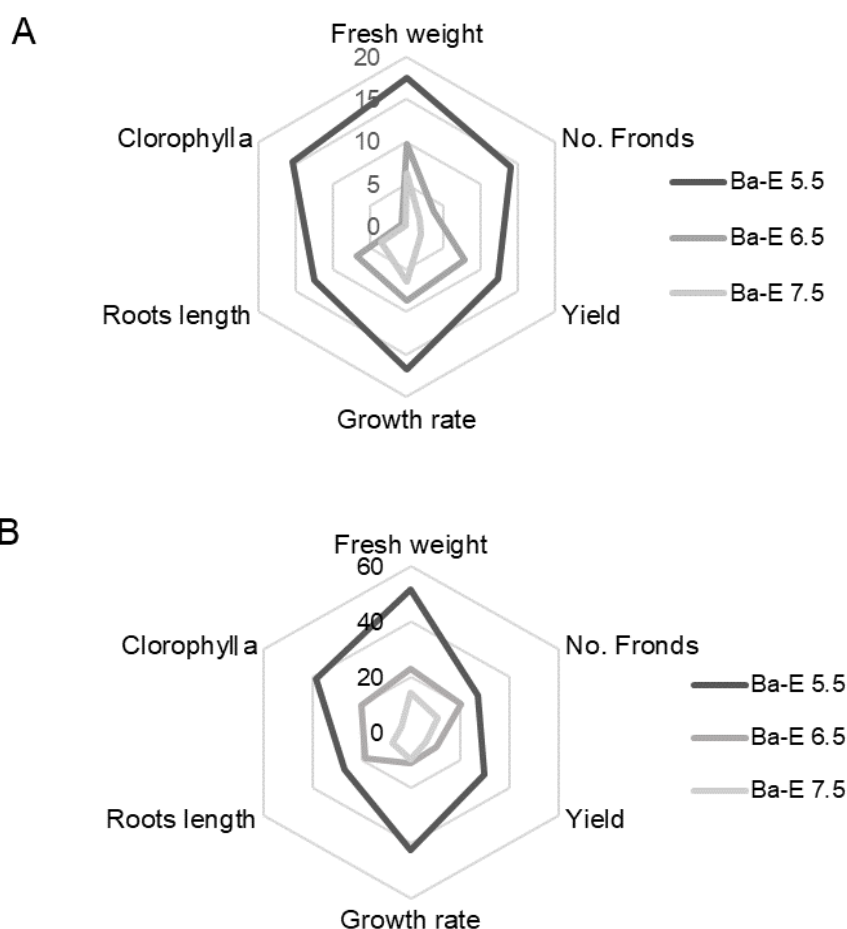 A
Fresh weight
20
15
10
5
0
Clorophylla
No. Fronds
Roots length
Yield
Growth rate
Ba-E 5.5
Ba-E 6.5
Ba-E 7.5
B
Fresh weight
60
40
20
0
Clorophylla
No. Fronds
Roots length
Yield
Growth rate
Ba-E 5.5
Ba-E 6.5
Ba-E 7.5